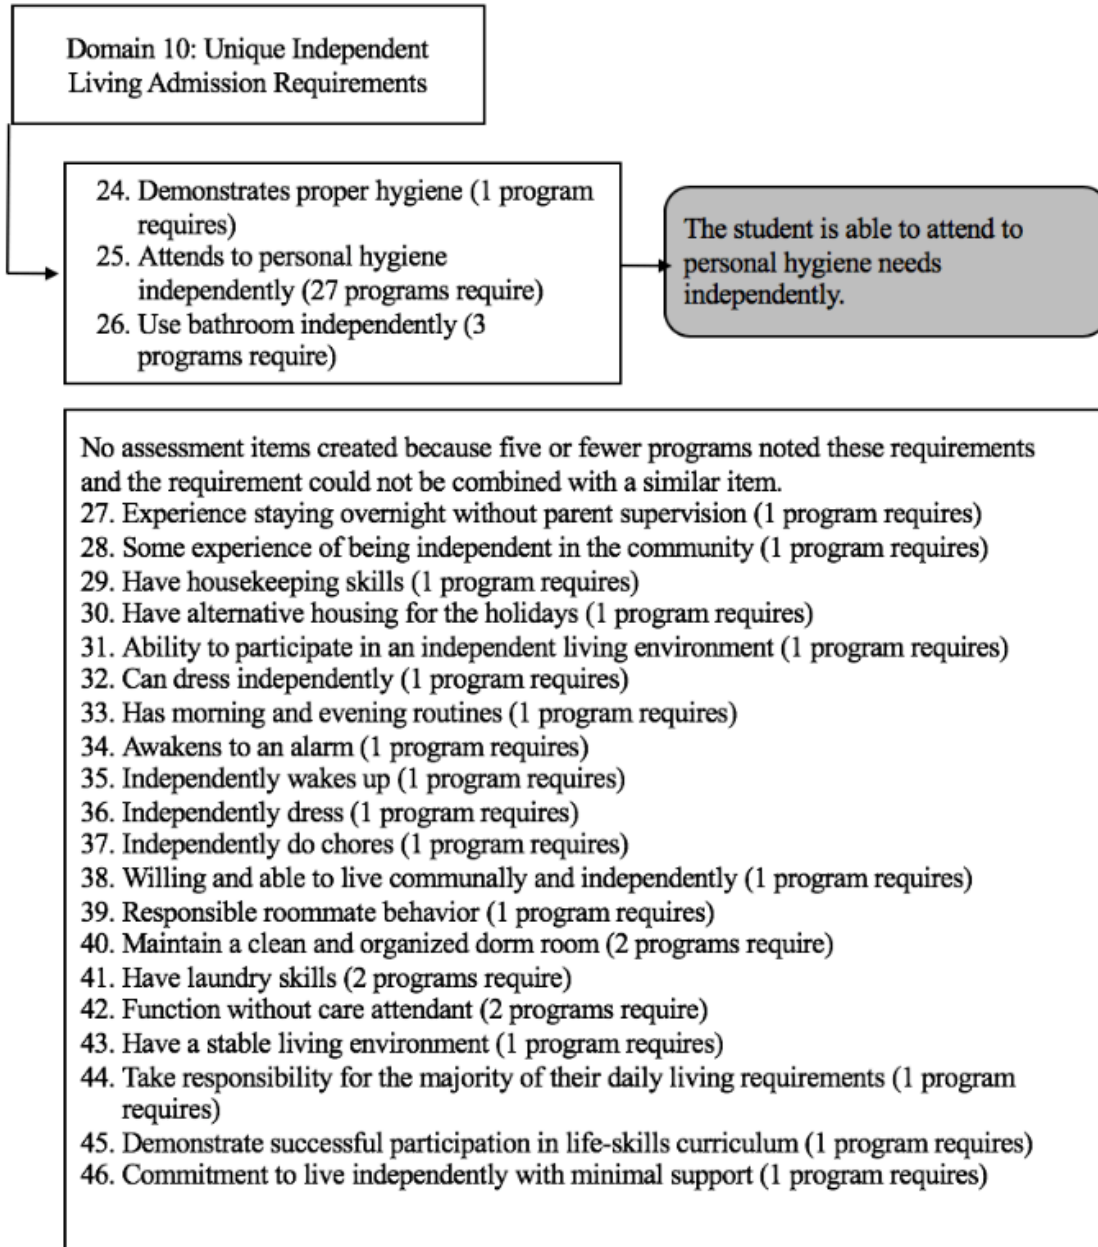 Domain 10: Unique Independent
Living Admission Requirements
24. Demonstrates proper hygiene (1 program
requires)
25. Attends to personal hygiene
independently (27 programs require)
26. Use bathroom independently (3
programs require)
The student is able to attend to
personal hygiene needs
independently.
No assessment items created because five or fewer programs noted these requirements
and the requirement could not be combined with a similar item.
27. Experience staying overnight without parent supervision (1 program requires)
28. Some experience of being independent in the community (1 program requires)
29. Have housekeeping skills (1 program requires)
30. Have alternative housing for the holidays (1 program requires)
31. Ability to participate in an independent living environment (1 program requires)
32. Can dress independently (1 program requires)
33. Has morning and evening routines (1 program requires)
34. Awakens to an alarm (1 program requires)
35. Independently wakes up (1 program requires)
36. Independently dress (1 program requires)
37. Independently do chores (1 program requires)
38. Willing and able to live communally and independently (1 program requires)
39. Responsible roommate behavior (1 program requires)
40. Maintain a clean and organized dorm room (2 programs require)
41. Have laundry skills (2 programs require)
42. Function without care attendant (2 programs require)
43. Have a stable living environment (1 program requires)
44. Take responsibility for the majority of their daily living requirements (1 program
requires)
45. Demonstrate successful participation in life-skills curriculum (1 program requires)
46. Commitment to live independently with minimal support (1 program requires)